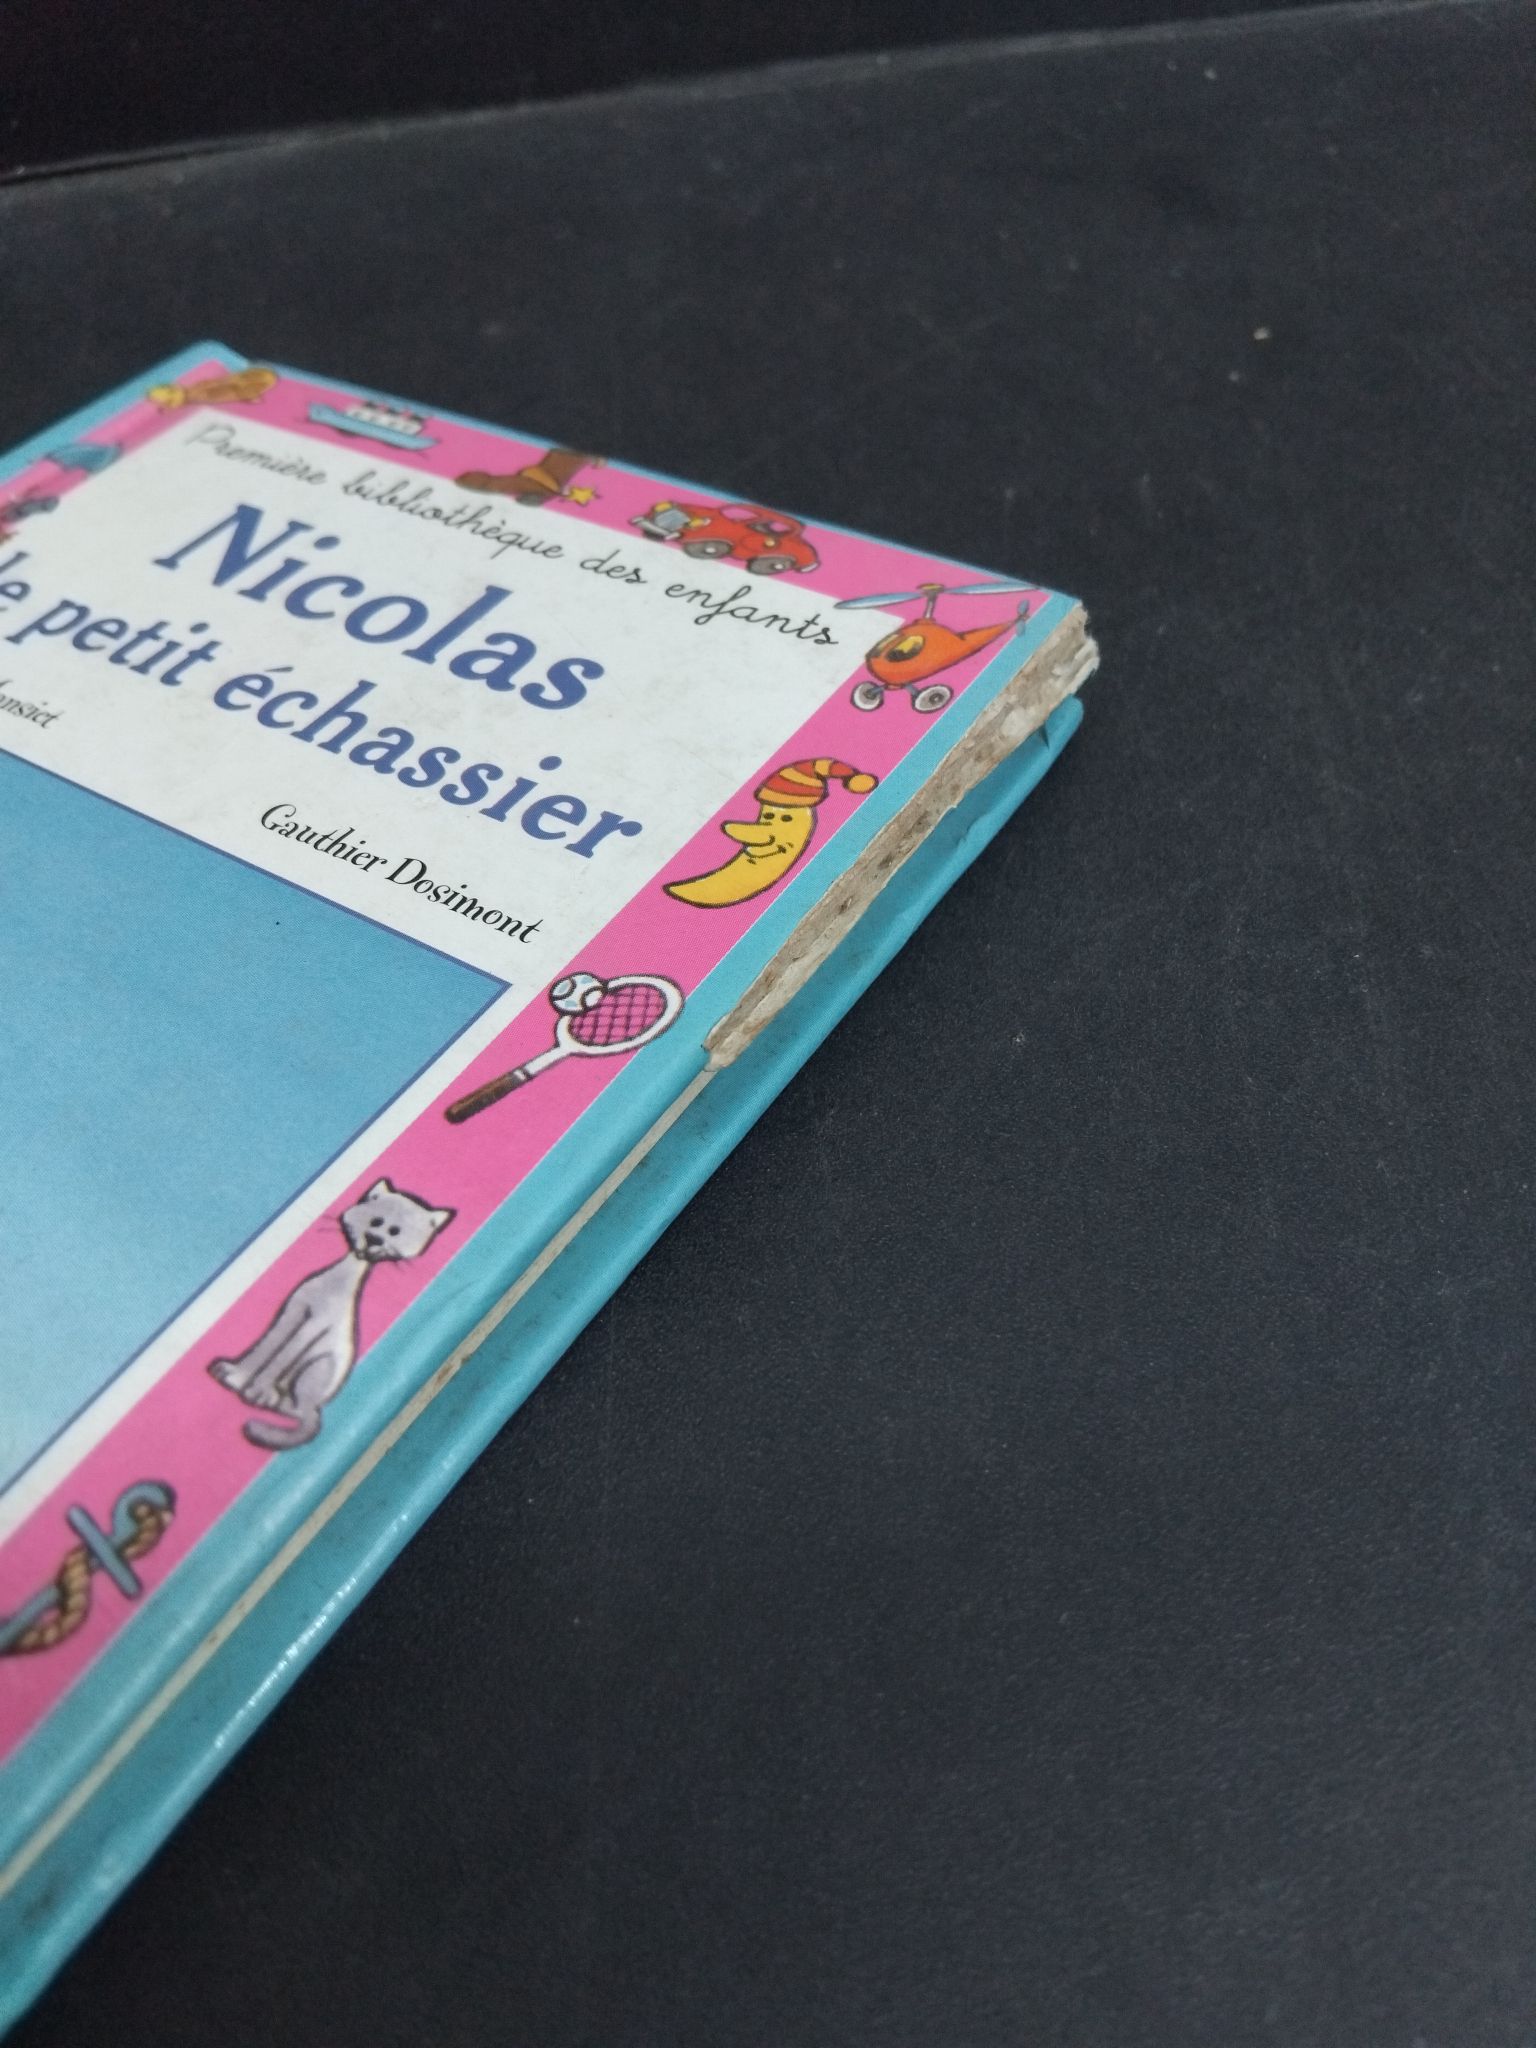 Première bibliothèque des enfants
Nicolas
le petit échassier
Gauthier Dosimont